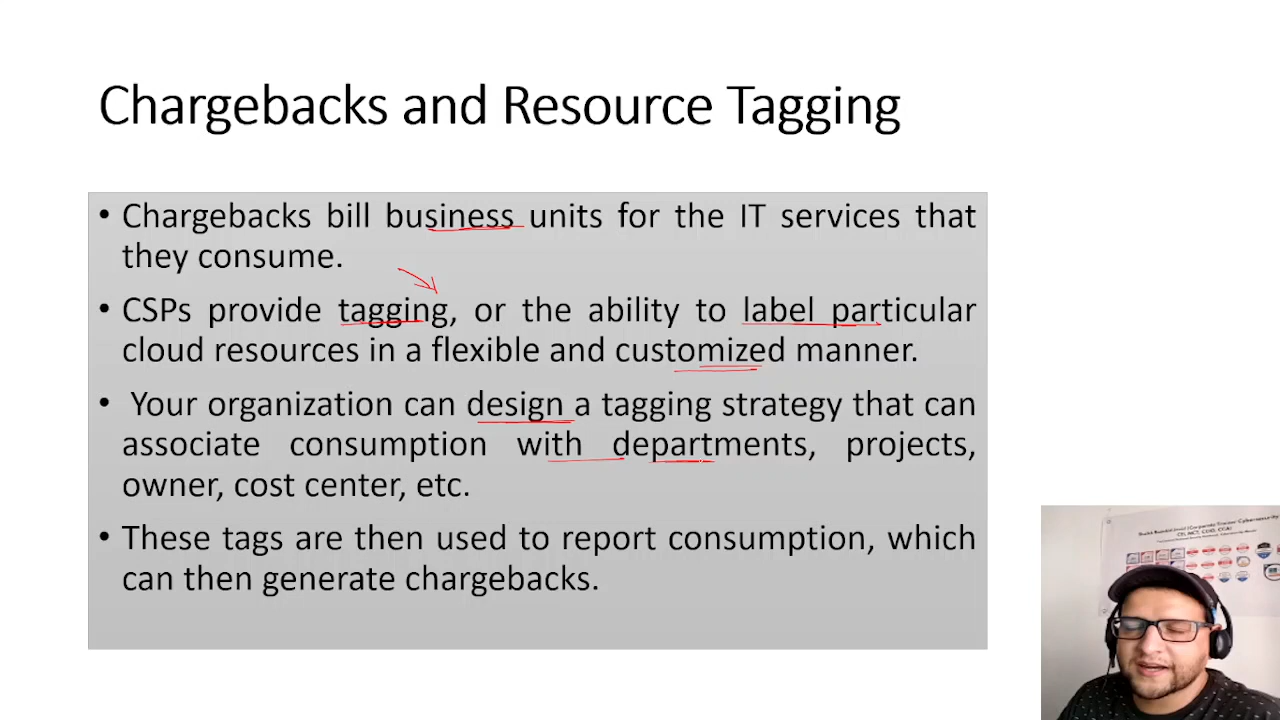 Chargebacks and Resource Tagging
• Chargebacks bill business units for the IT services that
they consume.
• CSPs provide tagging, or the ability to label particular
cloud resources in a flexible and customized manner.
• Your organization can design a tagging strategy that can
associate consumption with departments, projects,
owner, cost center, etc.
• These tags are then used to report consumption, which
can then generate chargebacks.